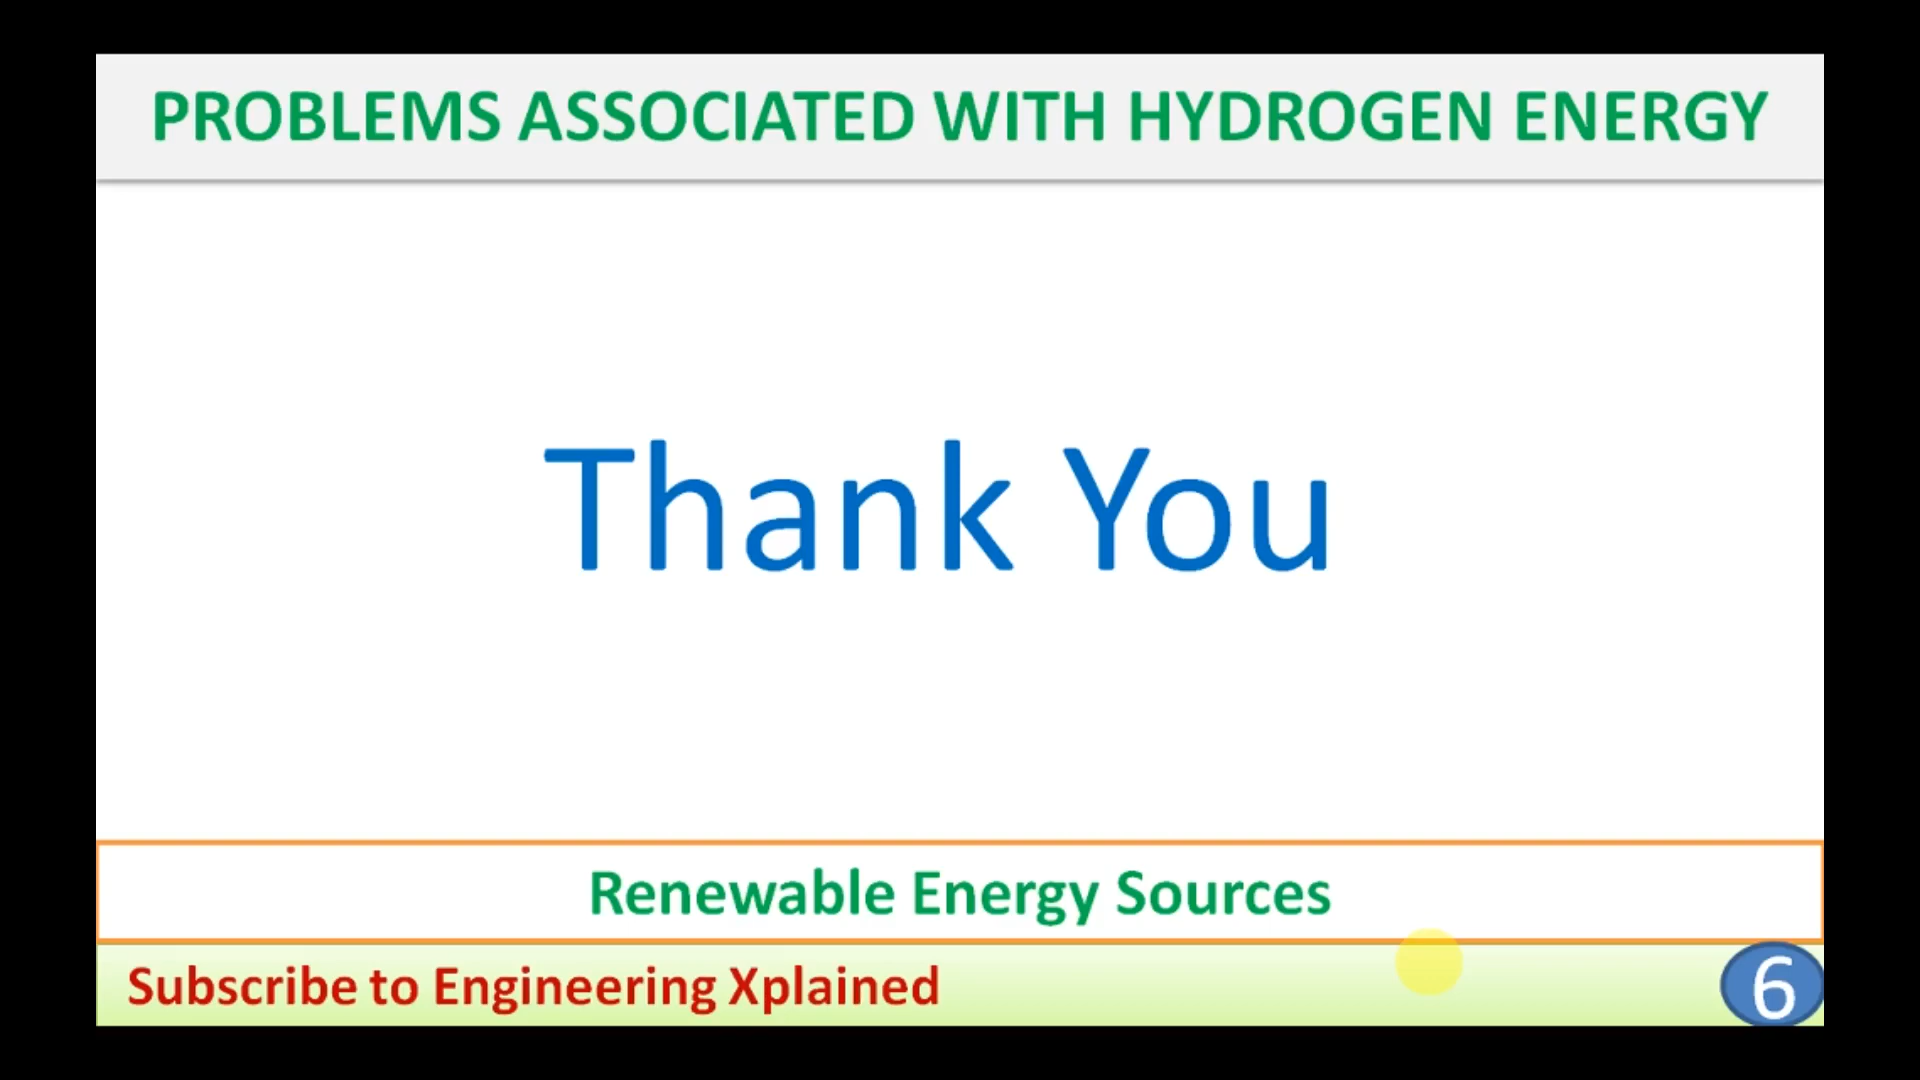 PROBLEMS ASSOCIATED WITH HYDROGEN ENERGY
Thank You
Renewable Energy Sources
Subscribe to Engineering Xplained
6